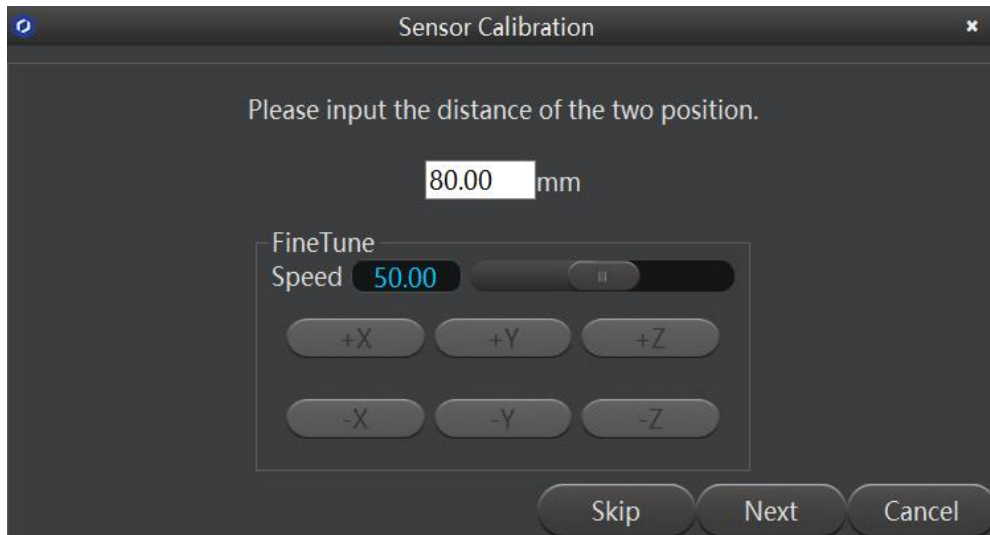 Sensor Calibration
Please input the distance of the two position.
80.00 mm
FineTune
Speed 50.00
+X +Y +Z
-X -Y -Z
Skip Next Cancel